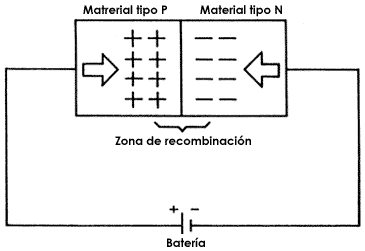 Matrerial tipo P
Material tipo N
+ +
+ +
+ +
+ +
− −
− −
− −
− −
Zona de recombinación
+ −
Batería